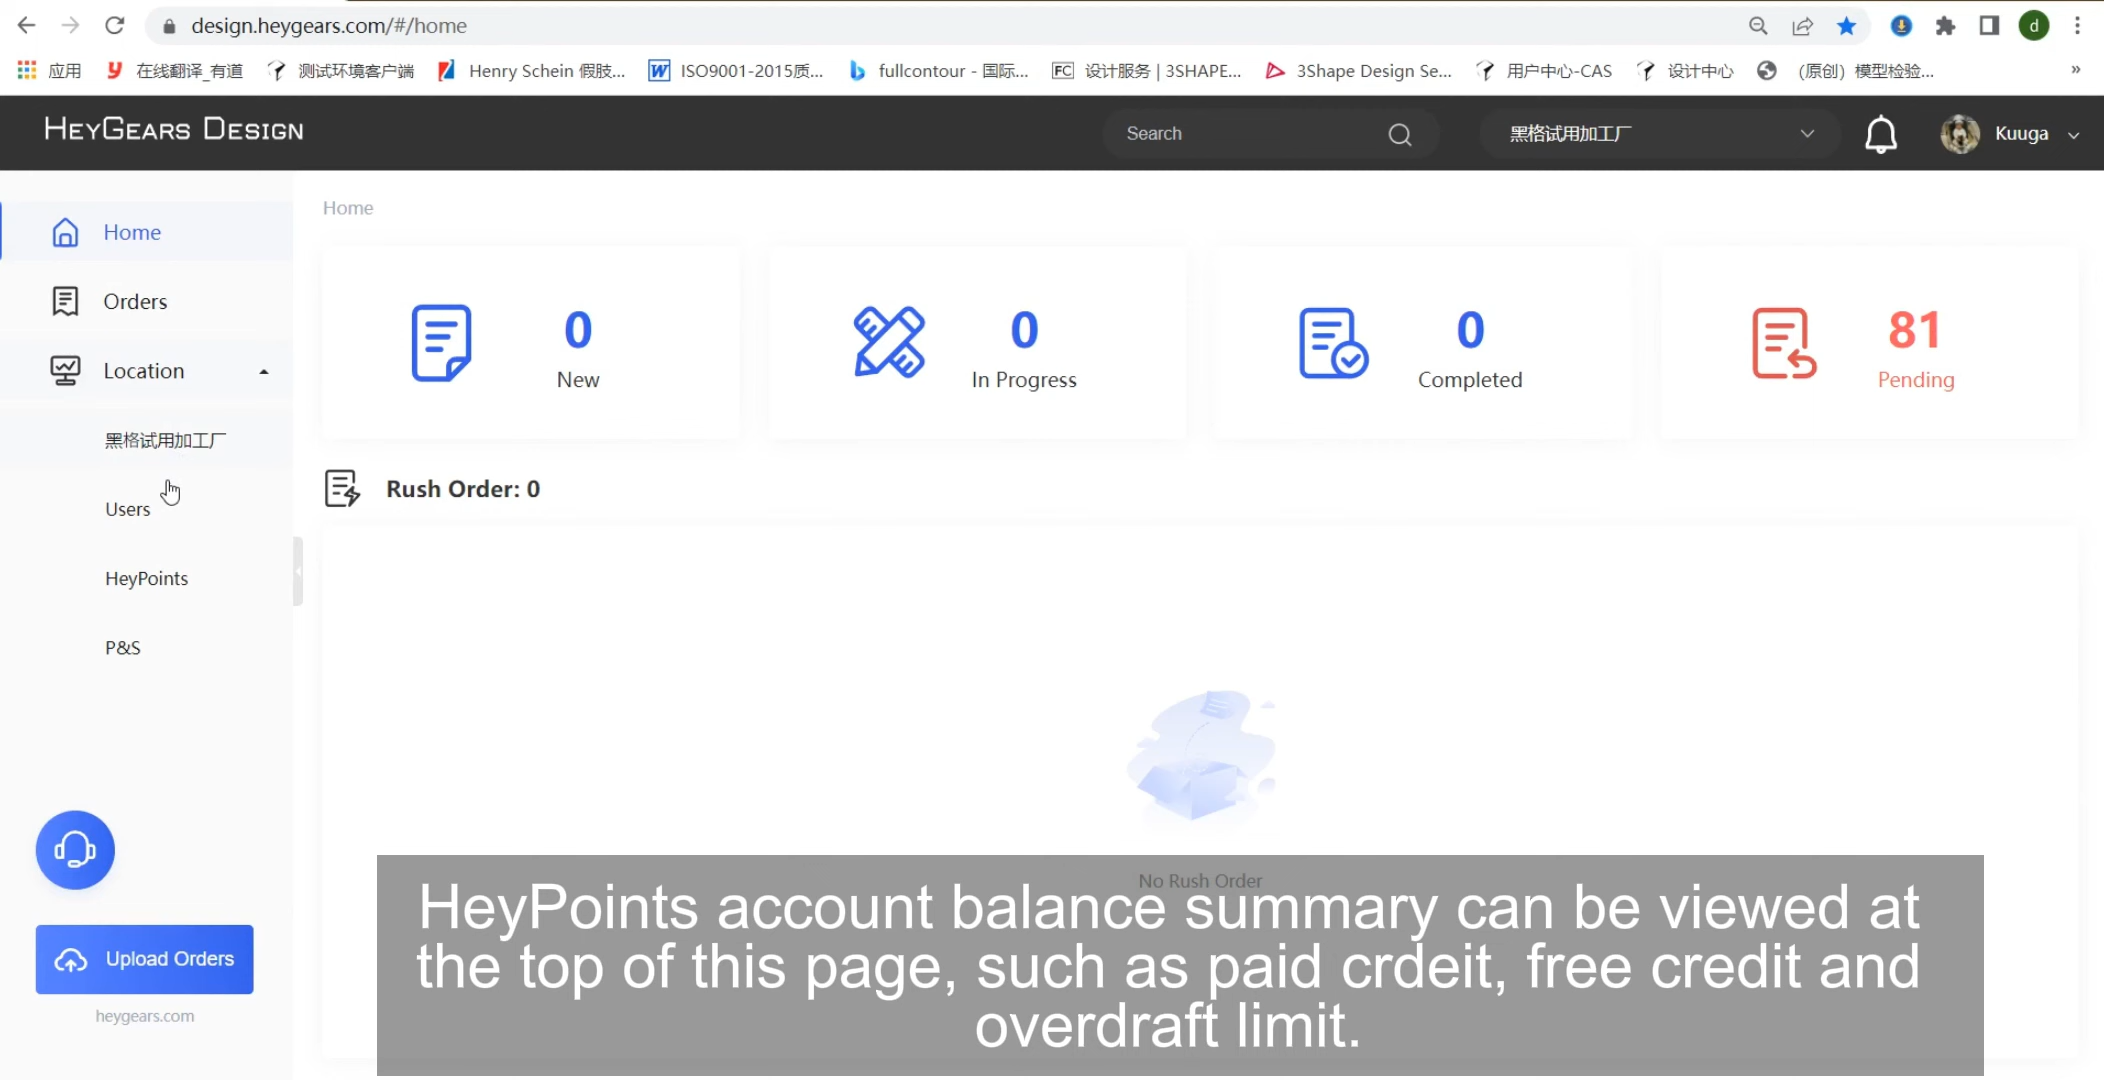 design.heygears.com/#/home
d
应用
在线翻译_有道
测试环境客户端
Henry Schein 假肢...
W ISO9001-2015质...
fullcontour - 国际...
FC 设计服务 | 3SHAPE...
3Shape Design Se...
用户中心-CAS
设计中心
(原创) 模型检验...
»
HEYGEARS DESIGN
Search
黑格试用加工厂
Kuuga
Home
Orders
Location
黑格试用加工厂
Users
HeyPoints
P&S
Upload Orders
heygears.com
Home
0
New
0
In Progress
0
Completed
81
Pending
Rush Order: 0
No Rush Order
HeyPoints account balance summary can be viewed at
the top of this page, such as paid crdeit, free credit and
overdraft limit.